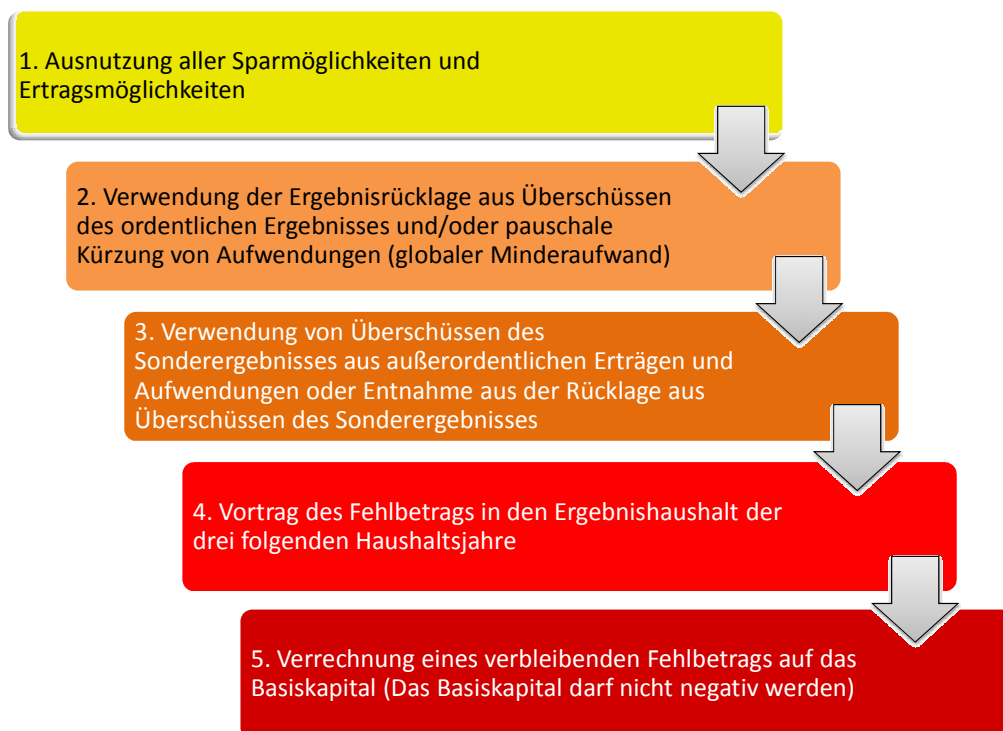 1. Ausnutzung aller Sparmöglichkeiten und
Ertragsmöglichkeiten
2. Verwendung der Ergebnisrücklage aus Überschüssen
des ordentlichen Ergebnisses und/oder pauschale
Kürzung von Aufwendungen (globaler Minderaufwand)
3. Verwendung von Überschüssen des
Sonderergebnisses aus außerordentlichen Erträgen und
Aufwendungen oder Entnahme aus der Rücklage aus
Überschüssen des Sonderergebnisses
4. Vortrag des Fehlbetrags in den Ergebnishaushalt der
drei folgenden Haushaltsjahre
5. Verrechnung eines verbleibenden Fehlbetrags auf das
Basiskapital (Das Basiskapital darf nicht negativ werden)